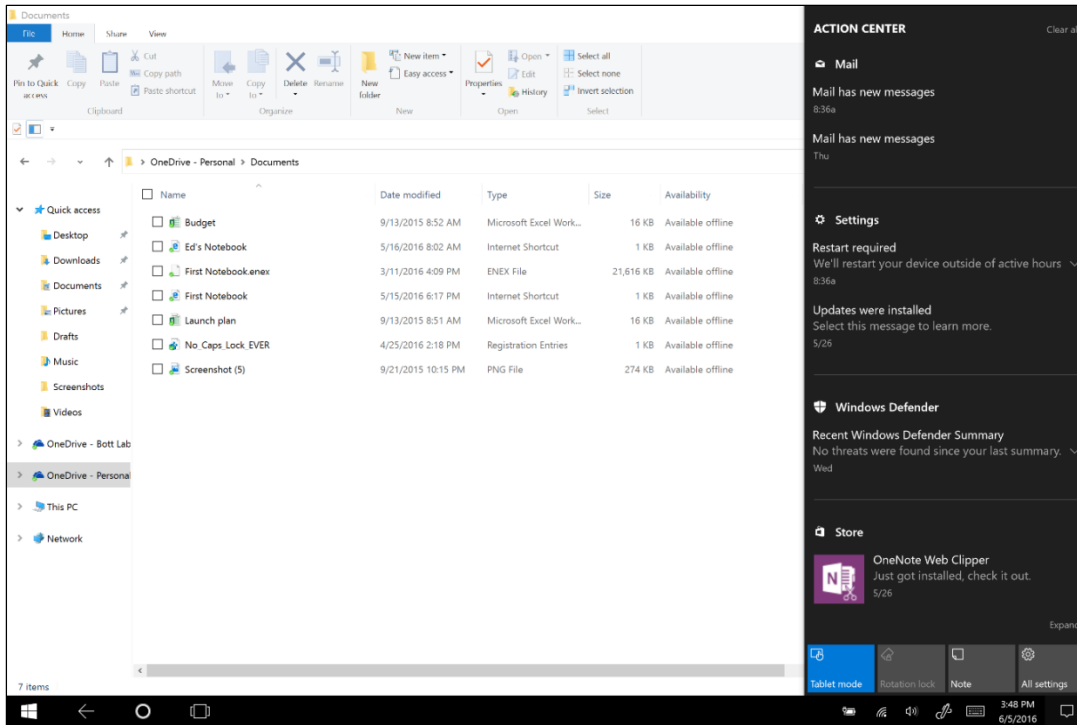 Documents
File Home Share View
Pin to Quick access
Copy
Paste
Cut
Copy path
Paste shortcut
Clipboard
Move to
Copy to
Delete
Rename
Organize
New folder
New item
Easy access
New
Properties
Open
Edit
History
Open
Select all
Select none
Invert selection
Select
OneDrive - Personal > Documents
Name Date modified Type Size Availability
Budget 9/13/2015 8:52 AM Microsoft Excel Work... 16 KB Available offline
Ed's Notebook 5/16/2016 8:02 AM Internet Shortcut 1 KB Available offline
First Notebook.enex 3/11/2016 4:09 PM ENEX File 21,616 KB Available offline
First Notebook 5/15/2016 6:17 PM Internet Shortcut 1 KB Available offline
Launch plan 9/13/2015 8:51 AM Microsoft Excel Work... 16 KB Available offline
No_Caps_Lock_EVER 4/25/2016 2:18 PM Registration Entries 1 KB Available offline
Screenshot (5) 9/21/2015 10:15 PM PNG File 274 KB Available offline
Quick access
Desktop
Downloads
Documents
Pictures
Drafts
Music
Screenshots
Videos
OneDrive - Bott Lab
OneDrive - Persona
This PC
Network
7 items
ACTION CENTER Clear al
Mail
Mail has new messages
8:36a
Mail has new messages
Thu
Settings
Restart required
We'll restart your device outside of active hours
8:36a
Updates were installed
Select this message to learn more.
5/26
Windows Defender
Recent Windows Defender Summary
No threats were found since your last summary.
Wed
Store
OneNote Web Clipper
Just got installed, check it out.
5/26
Expand
Tablet mode Rotation lock Note All settings
3:48 PM
6/5/2016